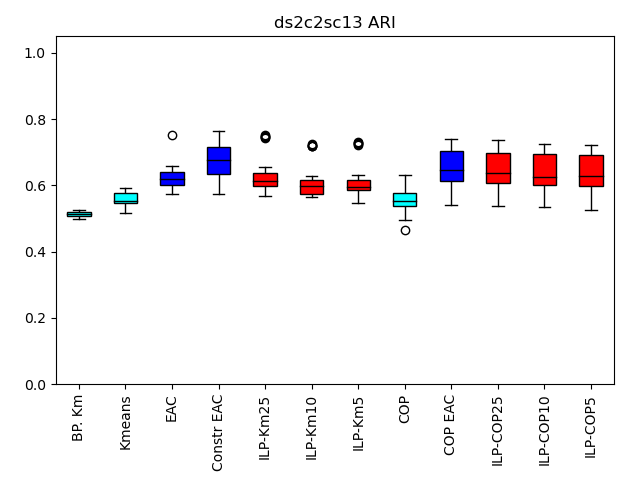 ds2c2sc13 ARI
1.0
0.8
0.6
0.4
0.2
0.0
BP. Km
Kmeans
EAC
Constr EAC
ILP-Km25
ILP-Km10
ILP-Km5
COP
COP EAC
ILP-COP25
ILP-COP10
ILP-COP5